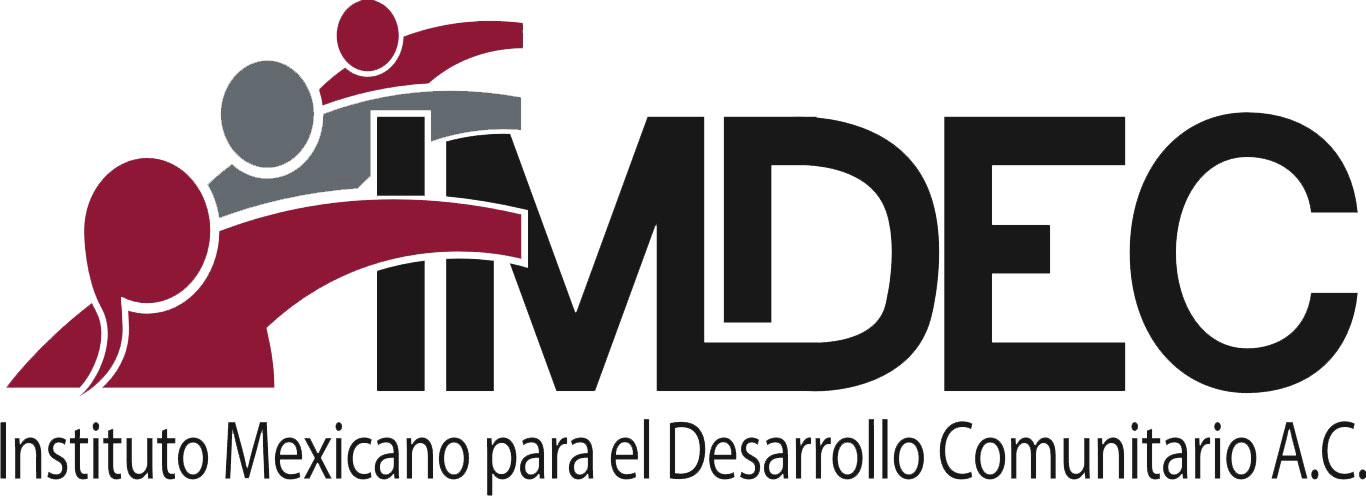 IMDEC
Instituto Mexicano para el Desarrollo Comunitario A.C.